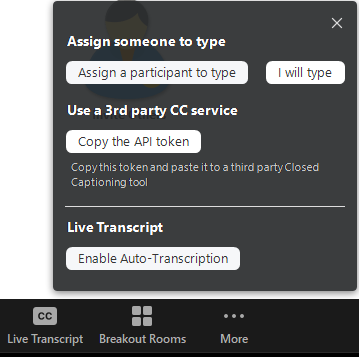 Assign someone to type
Assign a participant to type I will type
Use a 3rd party CC service
Copy the API token
Copy this token and paste it to a third party Closed
Captioning tool
Live Transcript
Enable Auto-Transcription
CC
Live Transcript Breakout Rooms More